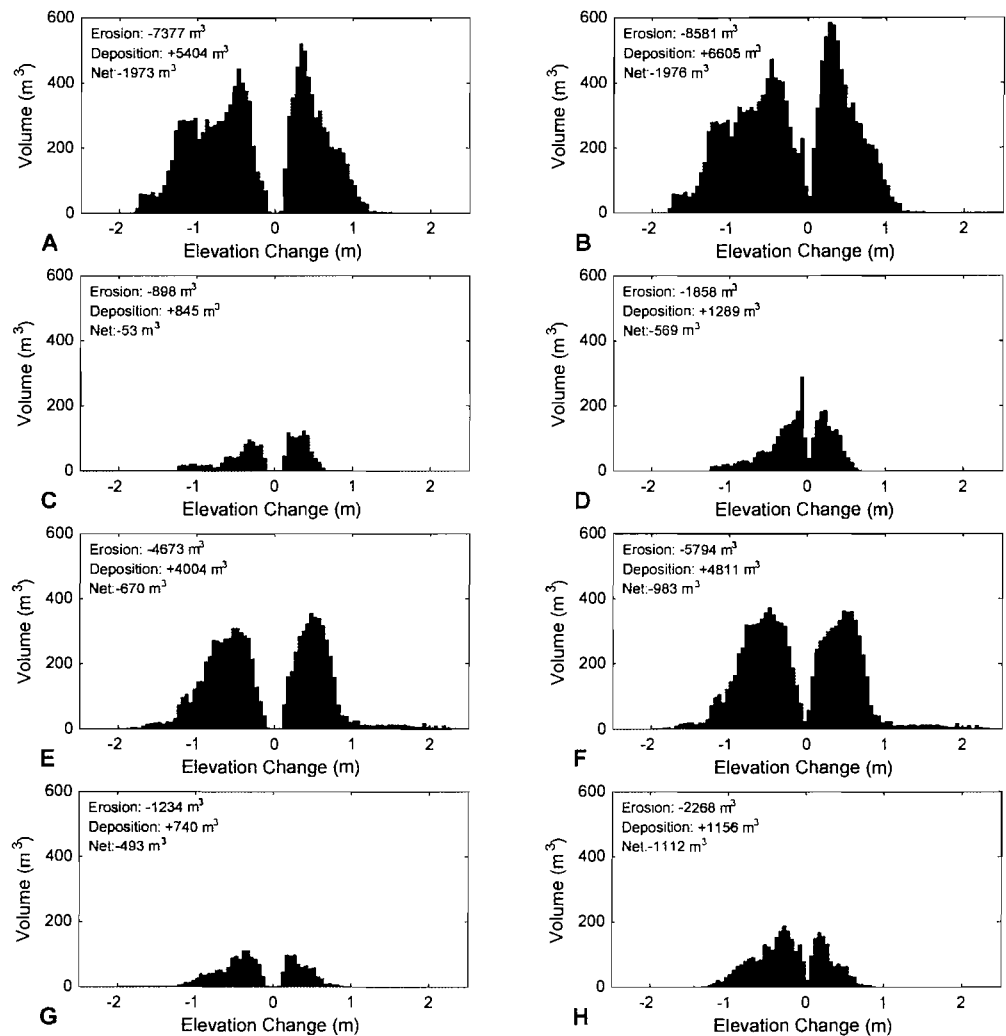 Erosion: -7377 m³
Deposition: +5404 m³
Net:-1973 m³
600
400
200
0
Volume (m³)
-2 -1 0 1 2
A
Elevation Change (m)
Erosion: -8581 m³
Deposition: +6605 m³
Net:-1976 m³
600
400
200
0
Volume (m³)
-2 -1 0 1 2
B
Elevation Change (m)
Erosion: -898 m³
Deposition: +845 m³
Net:-53 m³
600
400
200
0
Volume (m³)
-2 -1 0 1 2
C
Elevation Change (m)
Erosion: -1858 m³
Deposition: +1289 m³
Net:-569 m³
600
400
200
0
Volume (m³)
-2 -1 0 1 2
D
Elevation Change (m)
Erosion: -4673 m³
Deposition: +4004 m³
Net:-670 m³
600
400
200
0
Volume (m³)
-2 -1 0 1 2
E
Elevation Change (m)
Erosion: -5794 m³
Deposition: +4811 m³
Net:-983 m³
600
400
200
0
Volume (m³)
-2 -1 0 1 2
F
Elevation Change (m)
Erosion: -1234 m³
Deposition: +740 m³
Net:-493 m³
600
400
200
0
Volume (m³)
-2 -1 0 1 2
G
Elevation Change (m)
Erosion: -2268 m³
Deposition: +1156 m³
Net:-1112 m³
600
400
200
0
Volume (m³)
-2 -1 0 1 2
H
Elevation Change (m)